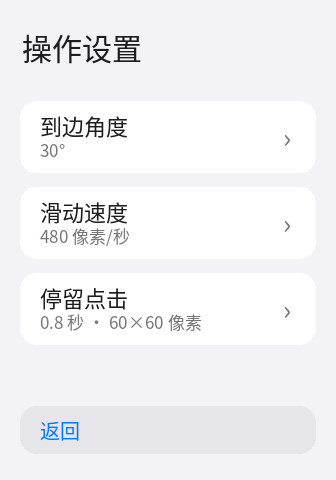 操作设置
到边角度
30°
滑动速度
480 像素/秒
停留点击
0.8 秒 · 60×60 像素
返回